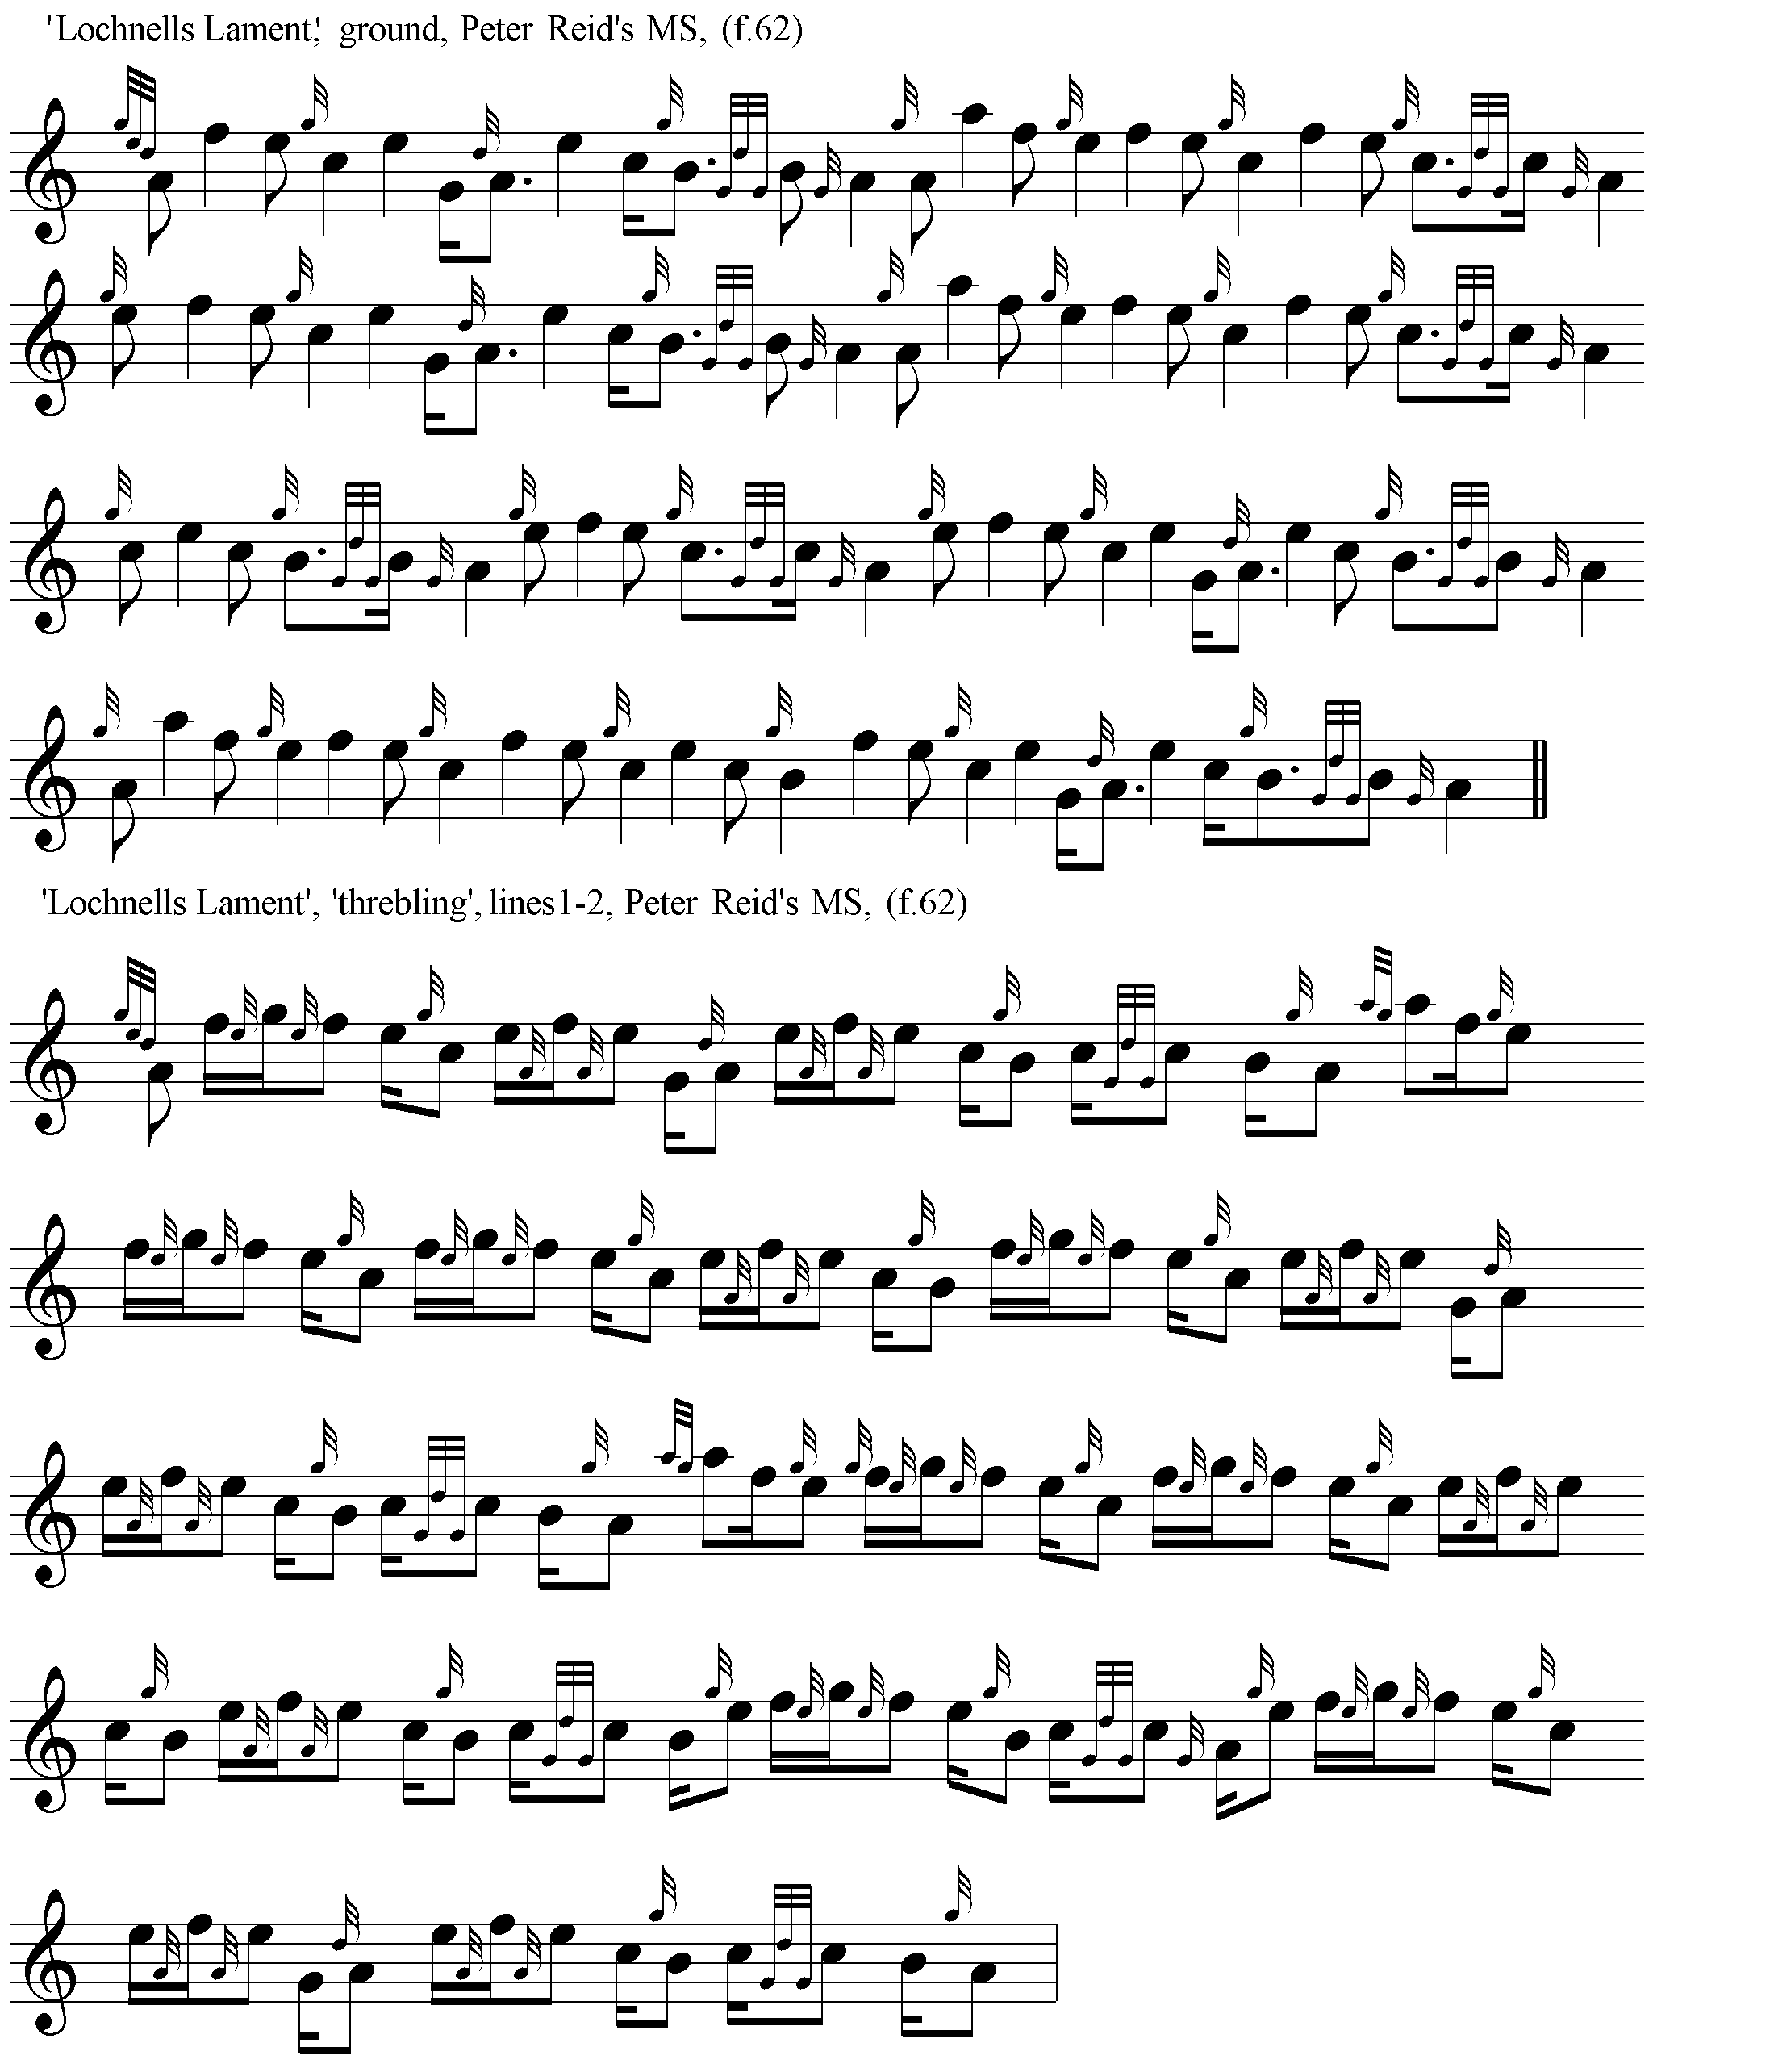 'Lochnells Lament,' ground, Peter Reid's MS, (f.62)
'Lochnells Lament', 'threbling', lines1-2, Peter Reid's MS, (f.62)